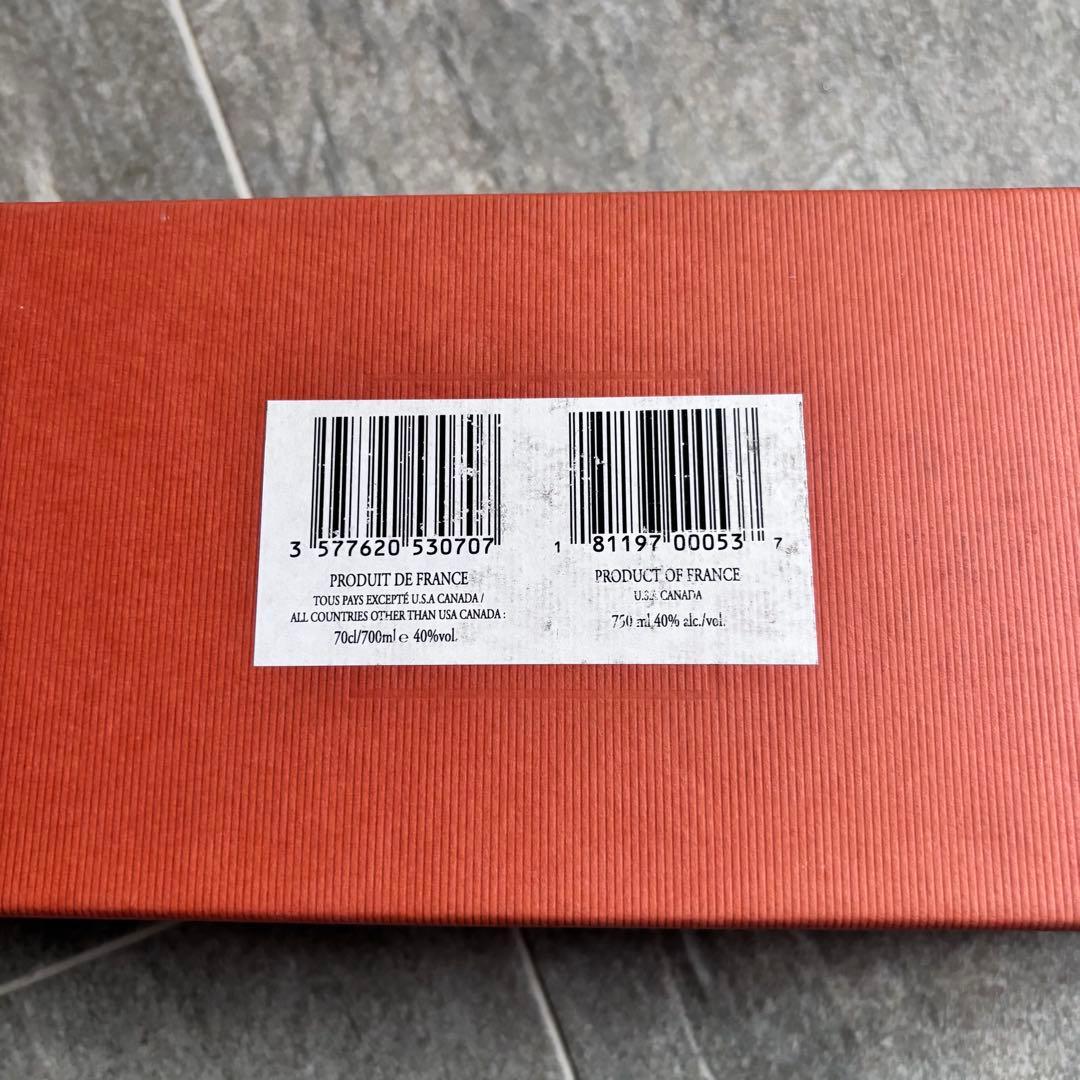 3 577620 530707
PRODUIT DE FRANCE
TOUS PAYS EXCEPTÉ U.S.A CANADA /
ALL COUNTRIES OTHER THAN USA CANADA :
70cl/700ml e 40%vol.
1 81197 00053 7
PRODUCT OF FRANCE
U.S.A CANADA
750 ml 40% alc./vol.